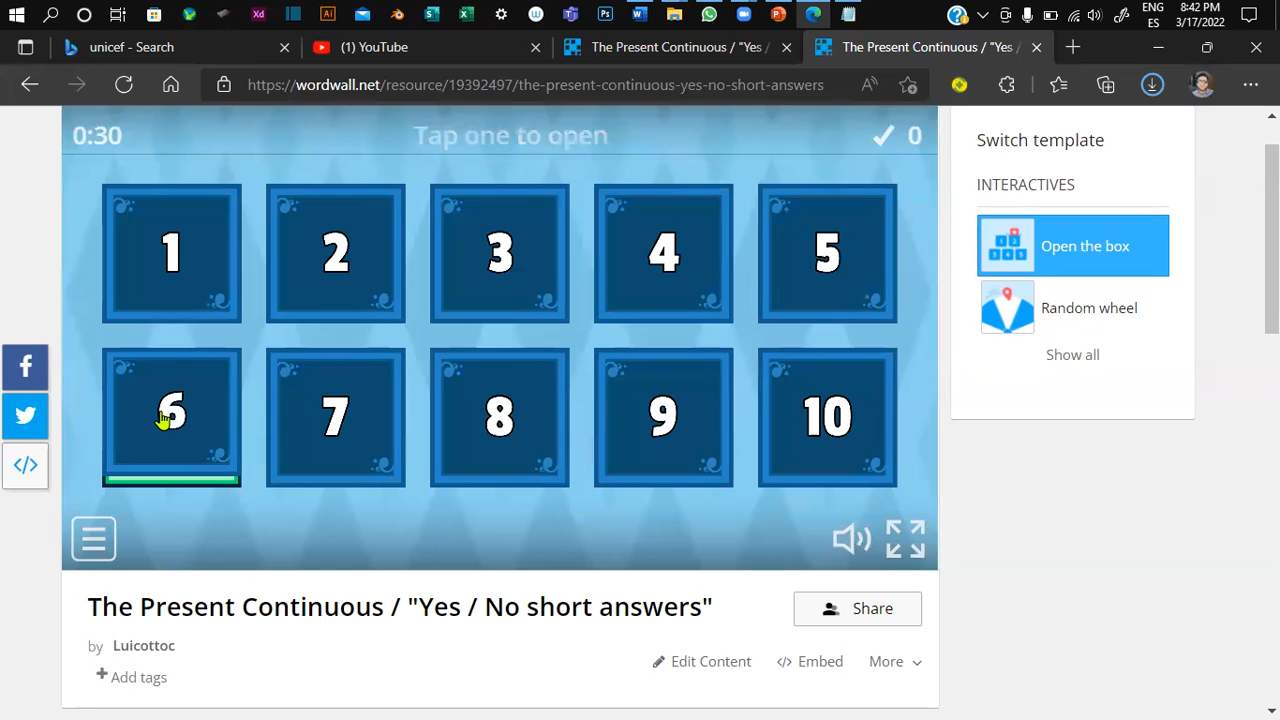 8:42 PM
ENG
ES
3/17/2022
unicef - Search
(1) YouTube
The Present Continuous / "Yes /
The Present Continuous / "Yes /
https://wordwall.net/resource/19392497/the-present-continuous-yes-no-short-answers
0:30
Tap one to open
0
1
2
3
4
5
6
7
8
9
10
Switch template
INTERACTIVES
Open the box
Random wheel
Show all
The Present Continuous / "Yes / No short answers"
Share
by Luicottoc
Edit Content
Embed
More
Add tags